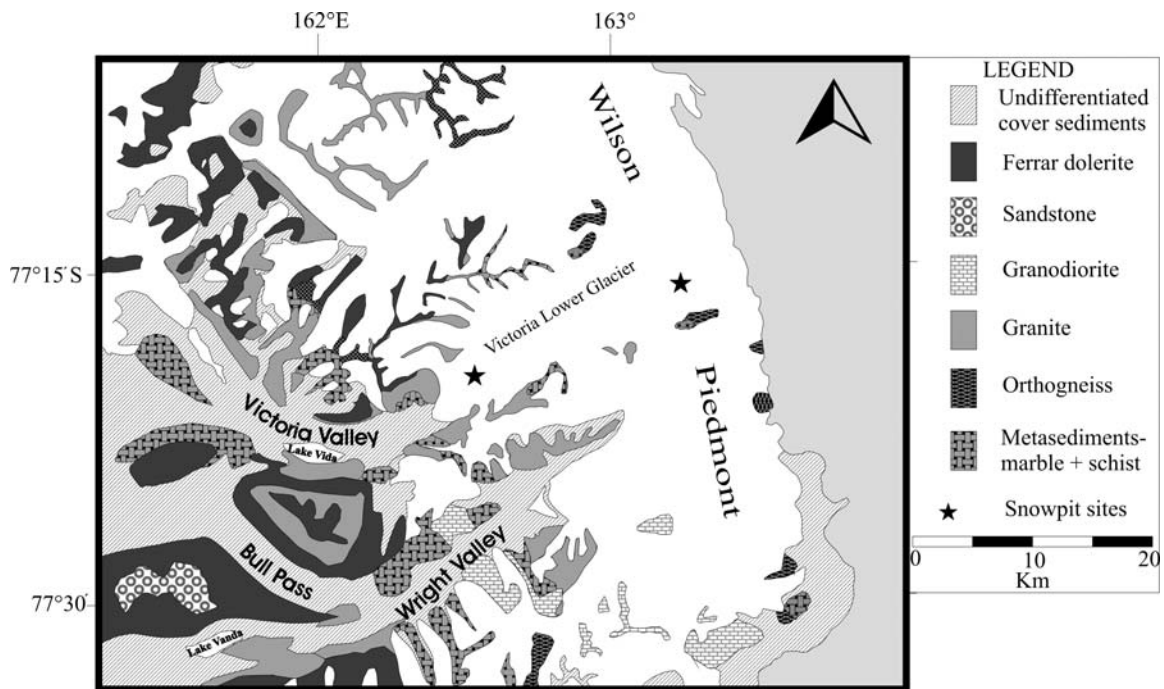 162°E
163°
77°15´S
77°30´
Wilson
Piedmont
Victoria Lower Glacier
Victoria Valley
Lake Vida
Bull Pass
Wright Valley
Lake Vanda
LEGEND
Undifferentiated
cover sediments
Ferrar dolerite
Sandstone
Granodiorite
Granite
Orthogneiss
Metasediments-
marble + schist
Snowpit sites
0 10 20
Km